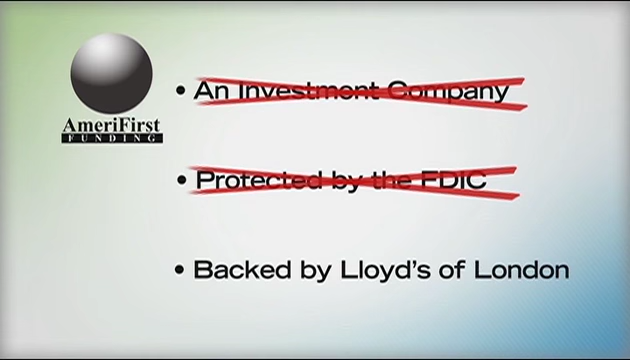 AmeriFirst
FUNDING
• An Investment Company
• Protected by the FDIC
• Backed by Lloyd's of London